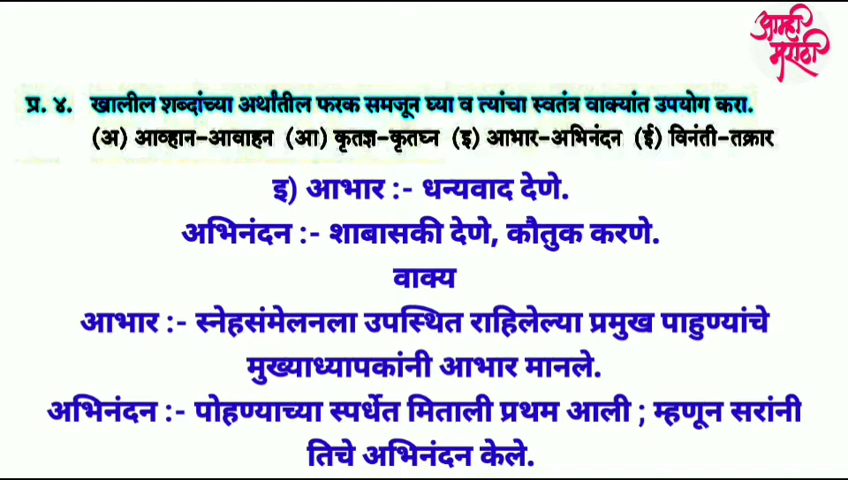 आम्ही
मराठी
प्र. ४. खालील शब्दांच्या अर्थांतील फरक समजून घ्या व त्यांचा स्वतंत्र वाक्यांत उपयोग करा.
(अ) आव्हान-आवाहन (आ) कृतज्ञ-कृतघ्न (इ) आभार-अभिनंदन (ई) विनंती-तक्रार
इ) आभार :- धन्यवाद देणे.
अभिनंदन :- शाबासकी देणे, कौतुक करणे.
वाक्य
आभार :- स्नेहसंमेलनला उपस्थित राहिलेल्या प्रमुख पाहुण्यांचे
मुख्याध्यापकांनी आभार मानले.
अभिनंदन :- पोहण्याच्या स्पर्धेत मिताली प्रथम आली ; म्हणून सरांनी
तिचे अभिनंदन केले.